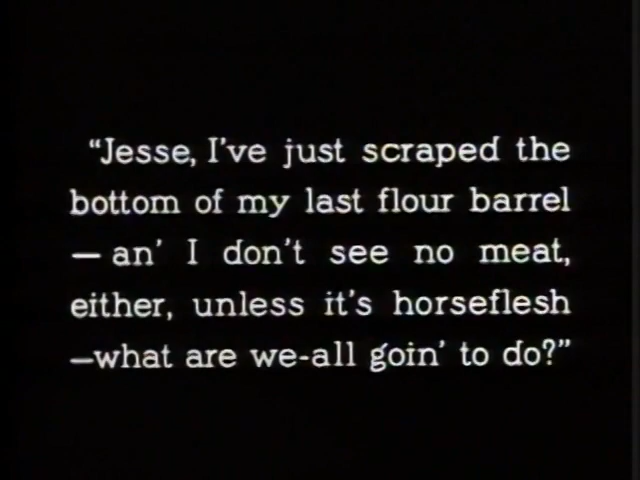 “Jesse, I’ve just scraped the
bottom of my last flour barrel
— an’ I don’t see no meat,
either, unless it’s horseflesh
—what are we-all goin’ to do?”